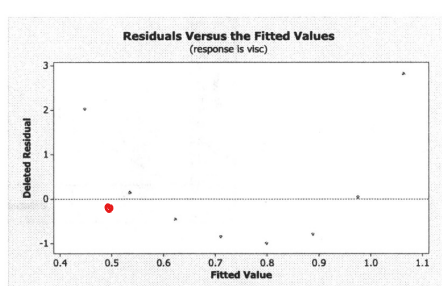 Residuals Versus the Fitted Values
(response is visc)
Deleted Residual
3
2
1
0
-1
0.4 0.5 0.6 0.7 0.8 0.9 1.0 1.1
Fitted Value